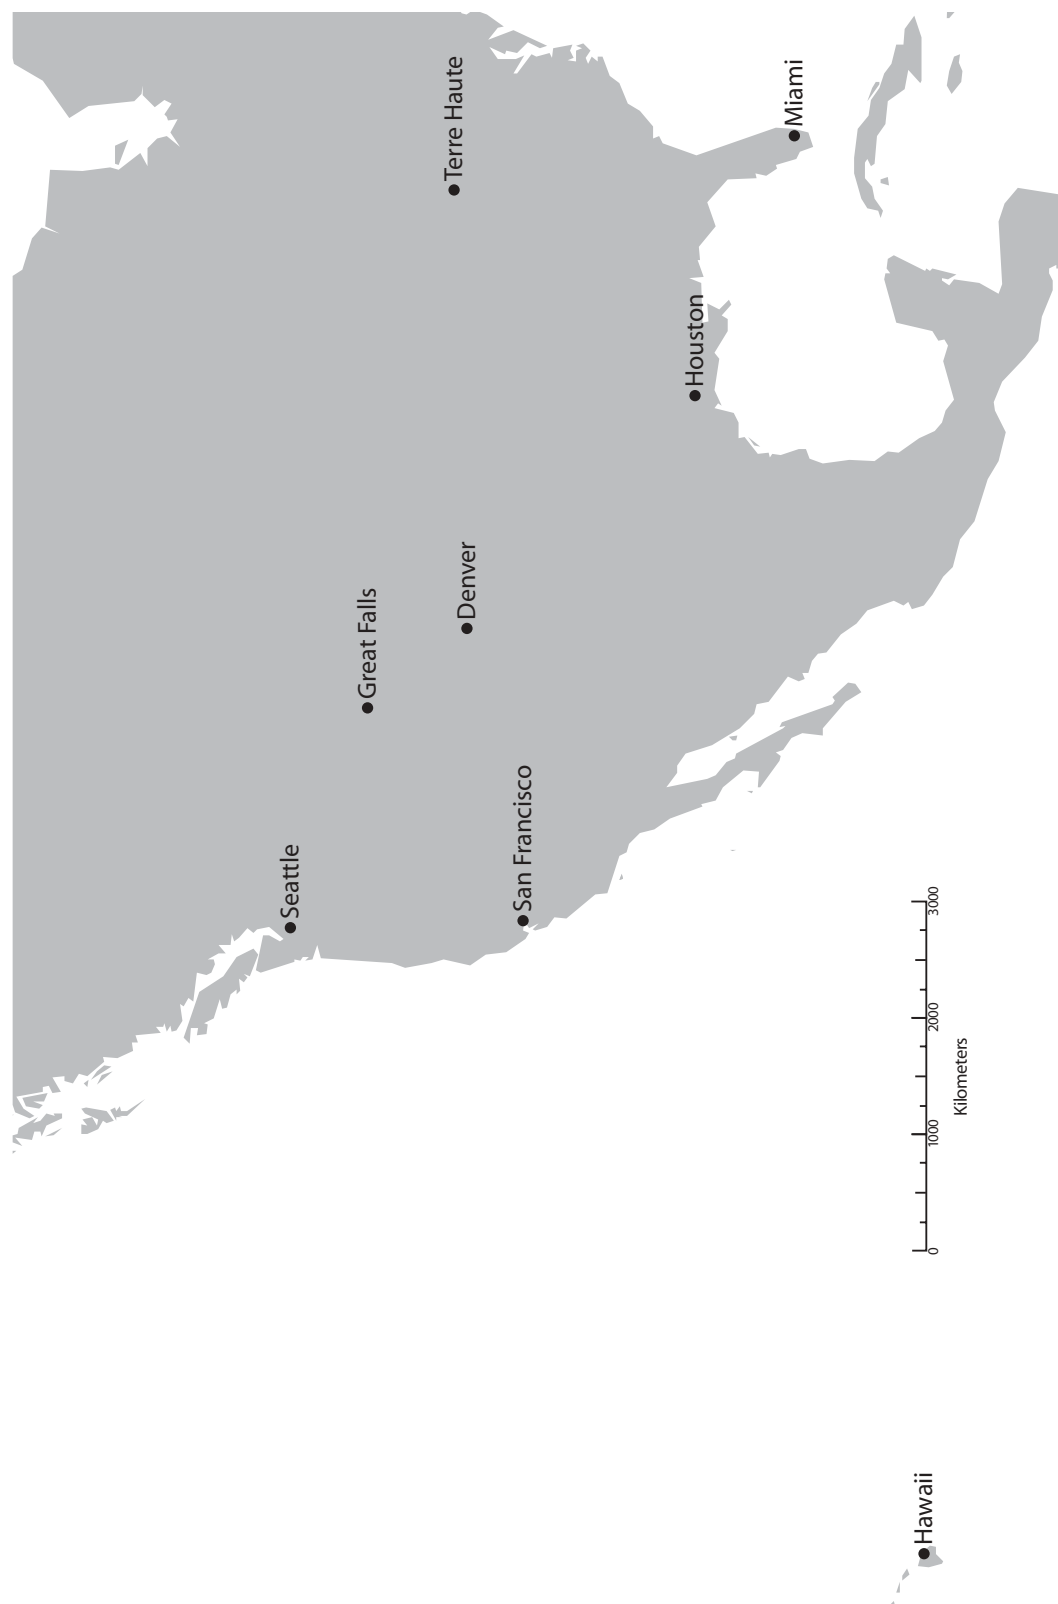 Seattle
Great Falls
Terre Haute
Denver
San Francisco
Houston
Miami
Hawaii
0 1000 2000 3000
Kilometers